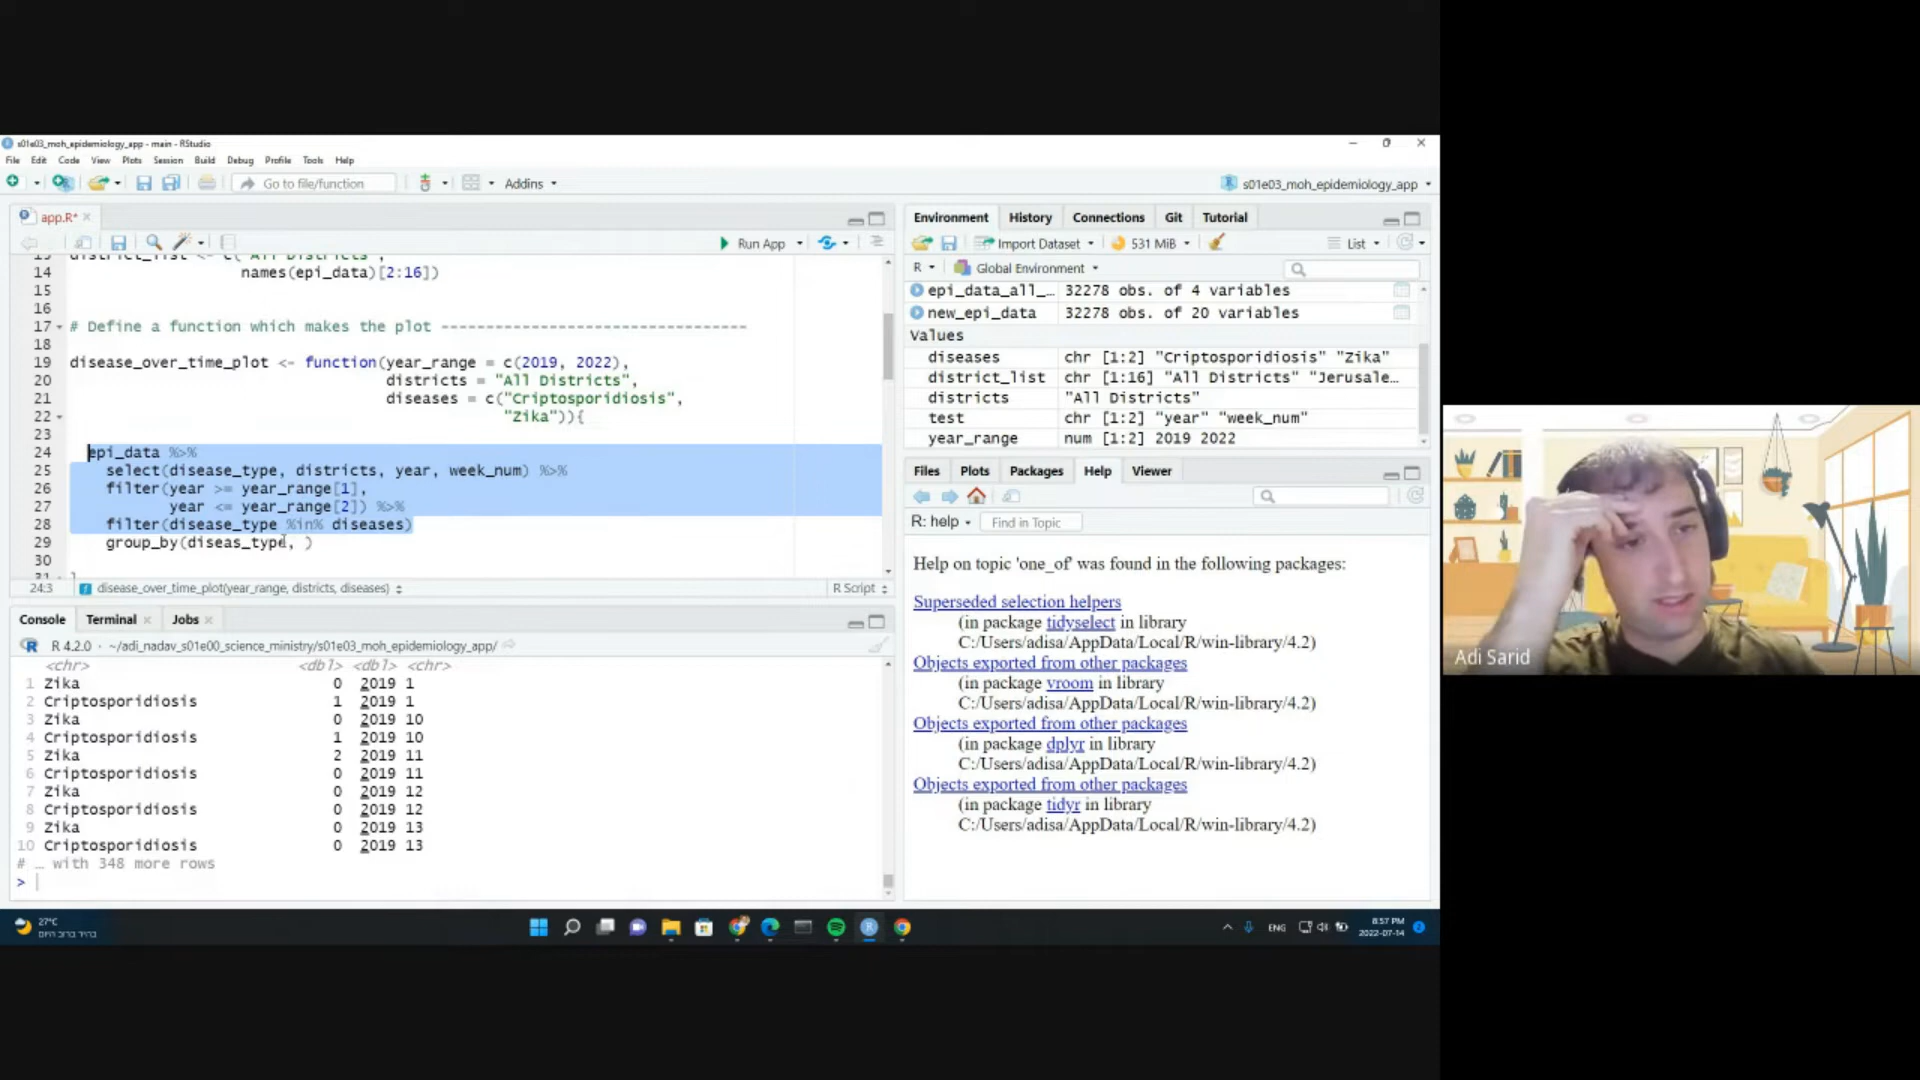 s01e03_moh_epidemiology_app - main - RStudio
File Edit Code View Plots Session Build Debug Profile Tools Help
Go to file/function
Addins
s01e03_moh_epidemiology_app
app.R*
Run App
13 district_list <- c("All Districts",
14 names(epi_data)[2:16])
15
16
17 # Define a function which makes the plot ----------------------------------
18
19 disease_over_time_plot <- function(year_range = c(2019, 2022),
20 districts = "All Districts",
21 diseases = c("Criptosporidiosis",
22 "Zika")){
23
24 epi_data %>%
25 select(disease_type, districts, year, week_num) %>%
26 filter(year >= year_range[1],
27 year <= year_range[2]) %>%
28 filter(disease_type %in% diseases)
29 group_by(diseas_type, )
30
31
24:3 disease_over_time_plot(year_range, districts, diseases) R Script
Console Terminal Jobs
R 4.2.0 · ~/adi_nadav_s01e00_science_ministry/s01e03_moh_epidemiology_app/
<chr> <dbl> <dbl> <chr>
1 Zika 0 2019 1
2 Criptosporidiosis 1 2019 1
3 Zika 0 2019 10
4 Criptosporidiosis 1 2019 10
5 Zika 2 2019 11
6 Criptosporidiosis 0 2019 11
7 Zika 0 2019 12
8 Criptosporidiosis 0 2019 12
9 Zika 0 2019 13
10 Criptosporidiosis 0 2019 13
# … with 348 more rows
>
Environment History Connections Git Tutorial
Import Dataset 531 MiB List
R Global Environment
epi_data_all_… 32278 obs. of 4 variables
new_epi_data 32278 obs. of 20 variables
Values
diseases chr [1:2] "Criptosporidiosis" "Zika"
district_list chr [1:16] "All Districts" "Jerusale…
districts "All Districts"
test chr [1:2] "year" "week_num"
year_range num [1:2] 2019 2022
Files Plots Packages Help Viewer
R: help Find in Topic
Help on topic 'one_of' was found in the following packages:
Superseded selection helpers
(in package tidyselect in library
C:/Users/adisa/AppData/Local/R/win-library/4.2)
Objects exported from other packages
(in package vroom in library
C:/Users/adisa/AppData/Local/R/win-library/4.2)
Objects exported from other packages
(in package dplyr in library
C:/Users/adisa/AppData/Local/R/win-library/4.2)
Objects exported from other packages
(in package tidyr in library
C:/Users/adisa/AppData/Local/R/win-library/4.2)
Adi Sarid
27°C
ENG
8:57 PM
2022-07-14